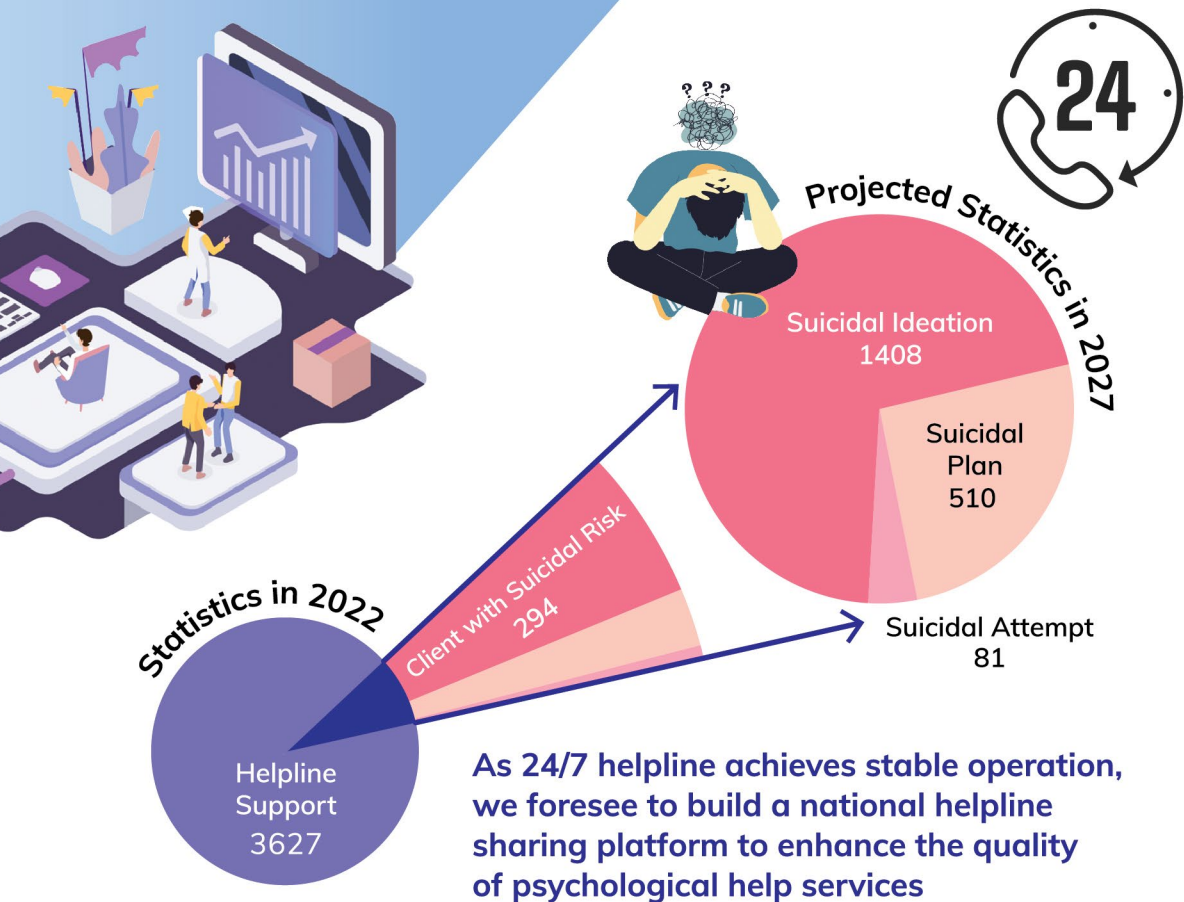 24
? ? ?
Projected Statistics in 2027
Suicidal Ideation
1408
Suicidal
Plan
510
Client with Suicidal Risk
294
Statistics in 2022
Suicidal Attempt
81
Helpline
Support
3627
As 24/7 helpline achieves stable operation,
we foresee to build a national helpline
sharing platform to enhance the quality
of psychological help services